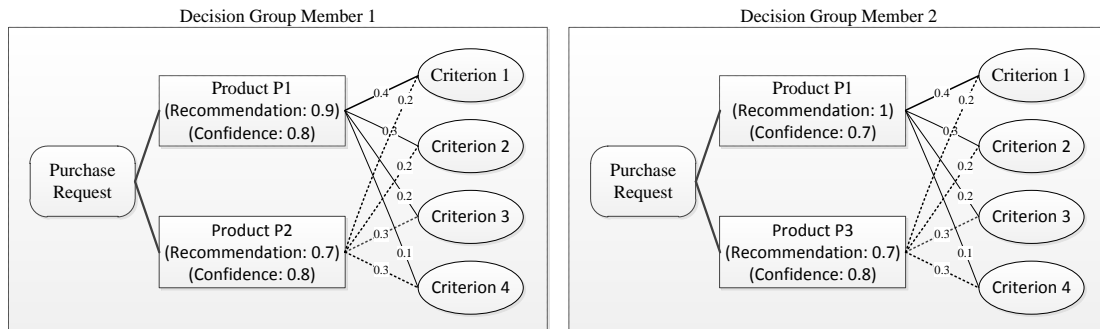 Decision Group Member 1
Purchase
Request
Product P1
(Recommendation: 0.9)
(Confidence: 0.8)
Product P2
(Recommendation: 0.7)
(Confidence: 0.8)
0.4
0.2
0.3
0.2
0.2
0.3
0.1
0.3
Criterion 1
Criterion 2
Criterion 3
Criterion 4
Decision Group Member 2
Purchase
Request
Product P1
(Recommendation: 1)
(Confidence: 0.7)
Product P3
(Recommendation: 0.7)
(Confidence: 0.8)
0.4
0.2
0.3
0.2
0.2
0.3
0.1
0.3
Criterion 1
Criterion 2
Criterion 3
Criterion 4